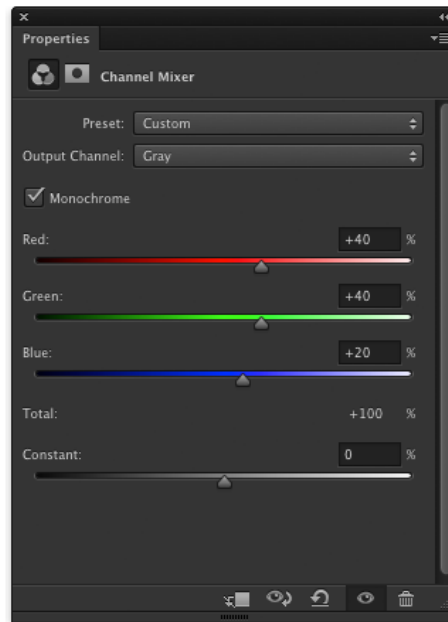 Properties
Channel Mixer
Preset: Custom
Output Channel: Gray
Monochrome
Red: +40 %
Green: +40 %
Blue: +20 %
Total: +100 %
Constant: 0 %